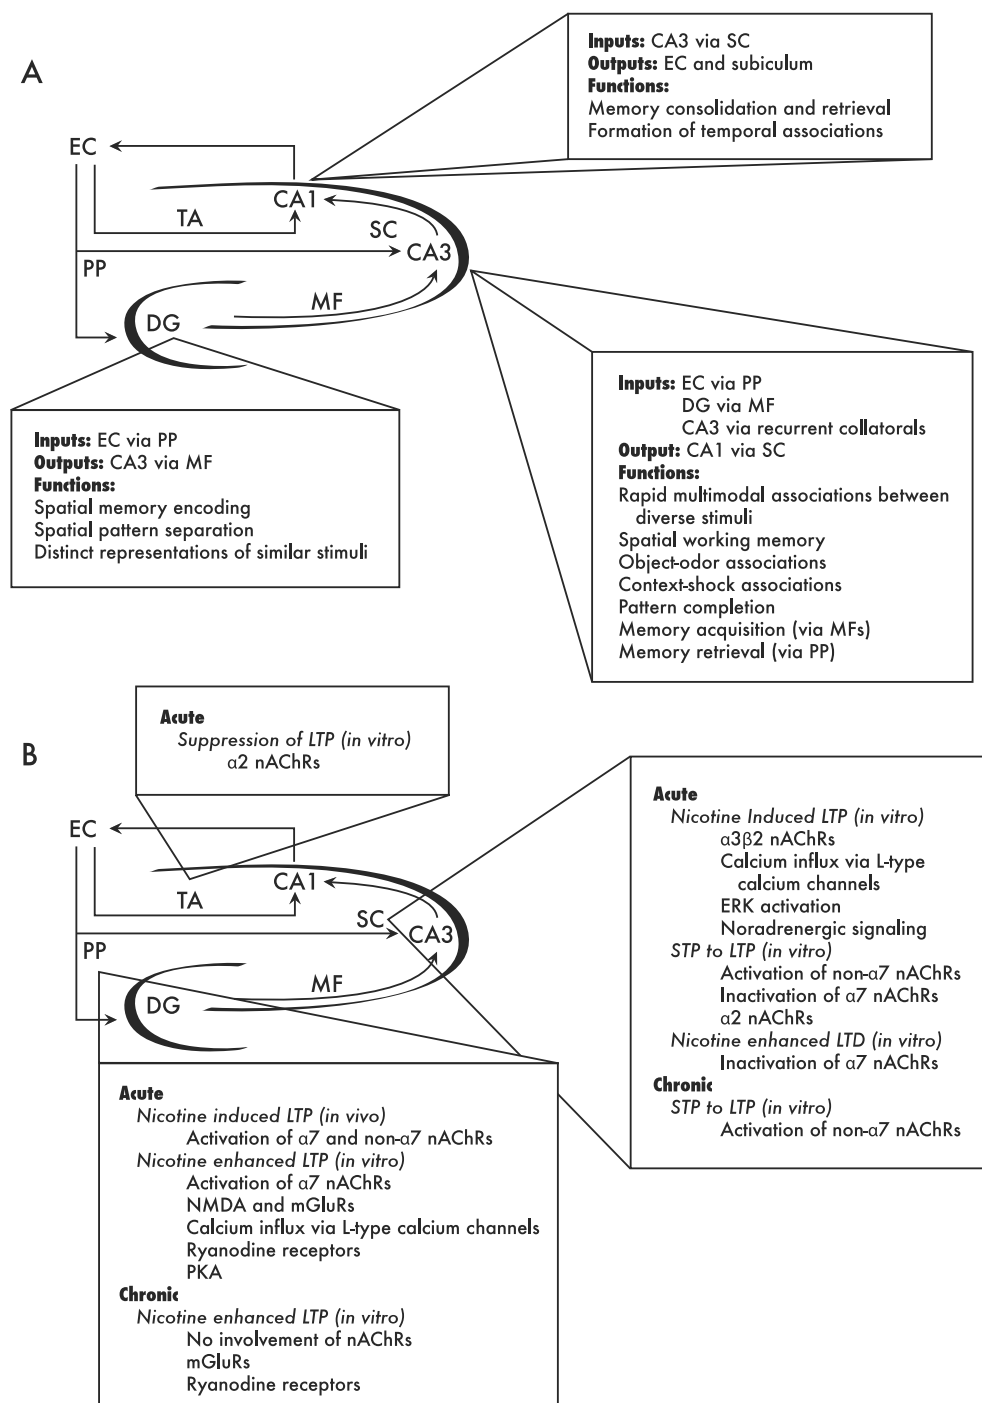 A
Inputs: CA3 via SC
Outputs: EC and subiculum
Functions:
Memory consolidation and retrieval
Formation of temporal associations
EC
CA1
TA
SC
CA3
PP
MF
DG
Inputs: EC via PP
Outputs: CA3 via MF
Functions:
Spatial memory encoding
Spatial pattern separation
Distinct representations of similar stimuli
Inputs: EC via PP
DG via MF
CA3 via recurrent collatorals
Output: CA1 via SC
Functions:
Rapid multimodal associations between
diverse stimuli
Spatial working memory
Object-odor associations
Context-shock associations
Pattern completion
Memory acquisition (via MFs)
Memory retrieval (via PP)
B
Acute
Suppression of LTP (in vitro)
α2 nAChRs
EC
CA1
TA
SC
CA3
PP
MF
DG
Acute
Nicotine Induced LTP (in vitro)
α3β2 nAChRs
Calcium influx via L-type
calcium channels
ERK activation
Noradrenergic signaling
STP to LTP (in vitro)
Activation of non-α7 nAChRs
Inactivation of α7 nAChRs
α2 nAChRs
Nicotine enhanced LTD (in vitro)
Inactivation of α7 nAChRs
Chronic
STP to LTP (in vitro)
Activation of non-α7 nAChRs
Acute
Nicotine induced LTP (in vivo)
Activation of α7 and non-α7 nAChRs
Nicotine enhanced LTP (in vitro)
Activation of α7 nAChRs
NMDA and mGluRs
Calcium influx via L-type calcium channels
Ryanodine receptors
PKA
Chronic
Nicotine enhanced LTP (in vitro)
No involvement of nAChRs
mGluRs
Ryanodine receptors